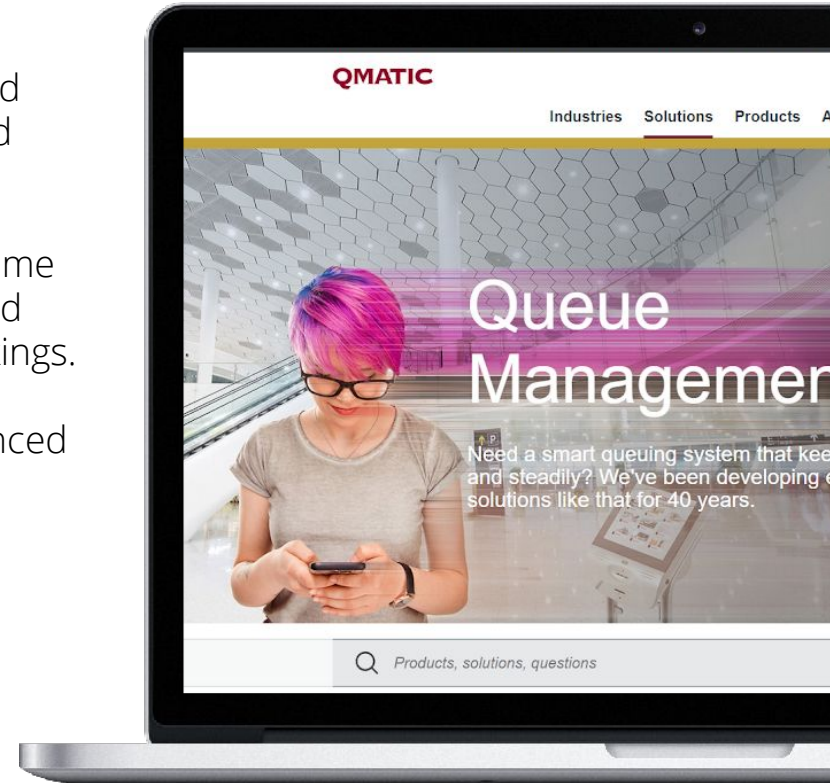 d
d
me
d
ings.
nced
QMATIC
Industries Solutions Products A
Queue
Managemen
Need a smart queuing system that kee
and steadily? We've been developing e
solutions like that for 40 years.
P
Products, solutions, questions